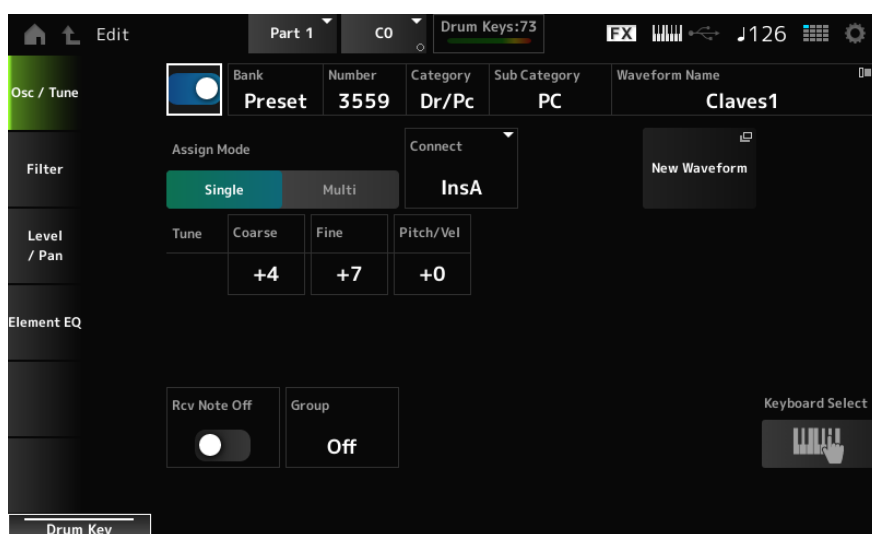 Edit
Part 1
C0
Drum Keys:73
FX
♩126
Osc / Tune
Bank
Preset
Number
3559
Category
Dr/Pc
Sub Category
PC
Waveform Name
Claves1
Filter
Assign Mode
Single
Multi
Connect
InsA
New Waveform
Level
/ Pan
Tune
Coarse
+4
Fine
+7
Pitch/Vel
+0
Element EQ
Rcv Note Off
Group
Off
Keyboard Select
Drum Key